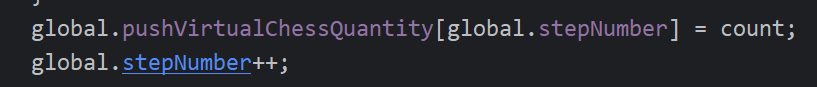 }
global.pushVirtualChessQuantity[global.stepNumber] = count;
global.stepNumber++;